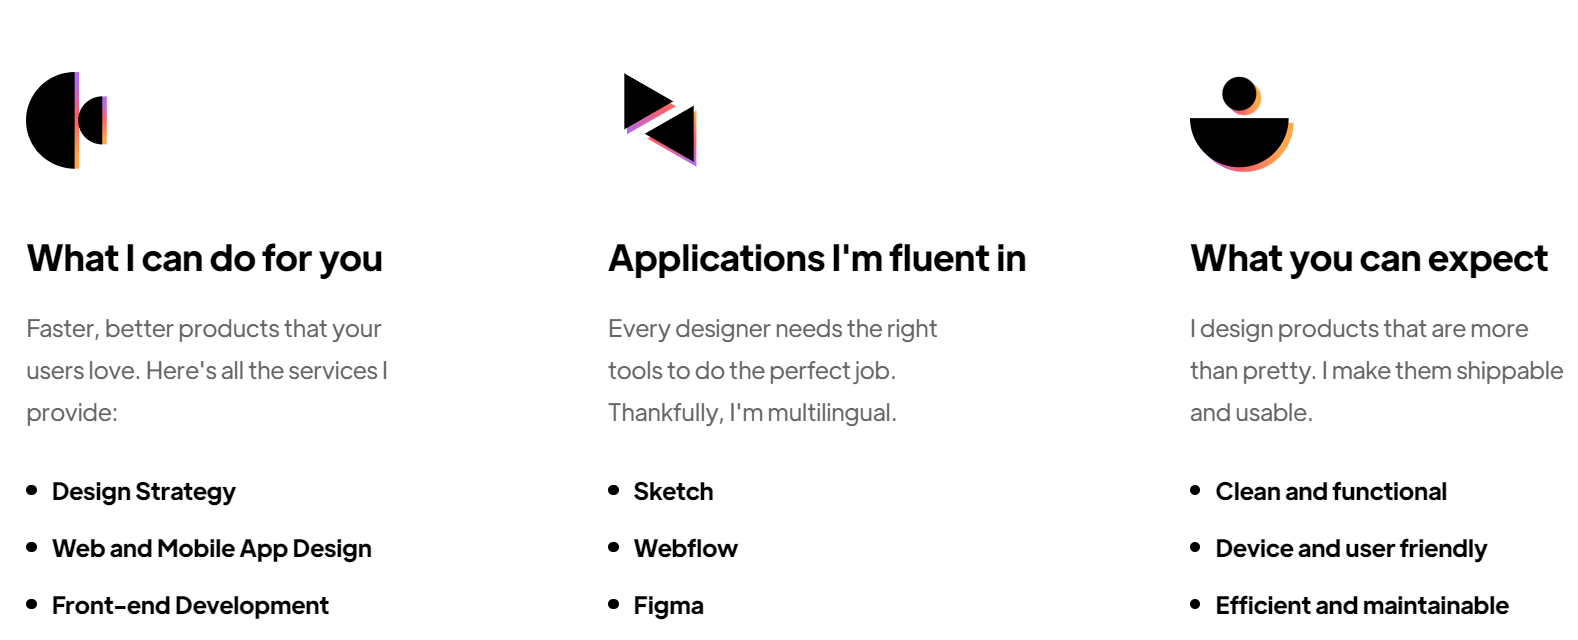 What I can do for you
Faster, better products that your
users love. Here's all the services I
provide:
Design Strategy
Web and Mobile App Design
Front-end Development
Applications I'm fluent in
Every designer needs the right
tools to do the perfect job.
Thankfully, I'm multilingual.
Sketch
Webflow
Figma
What you can expect
I design products that are more
than pretty. I make them shippable
and usable.
Clean and functional
Device and user friendly
Efficient and maintainable